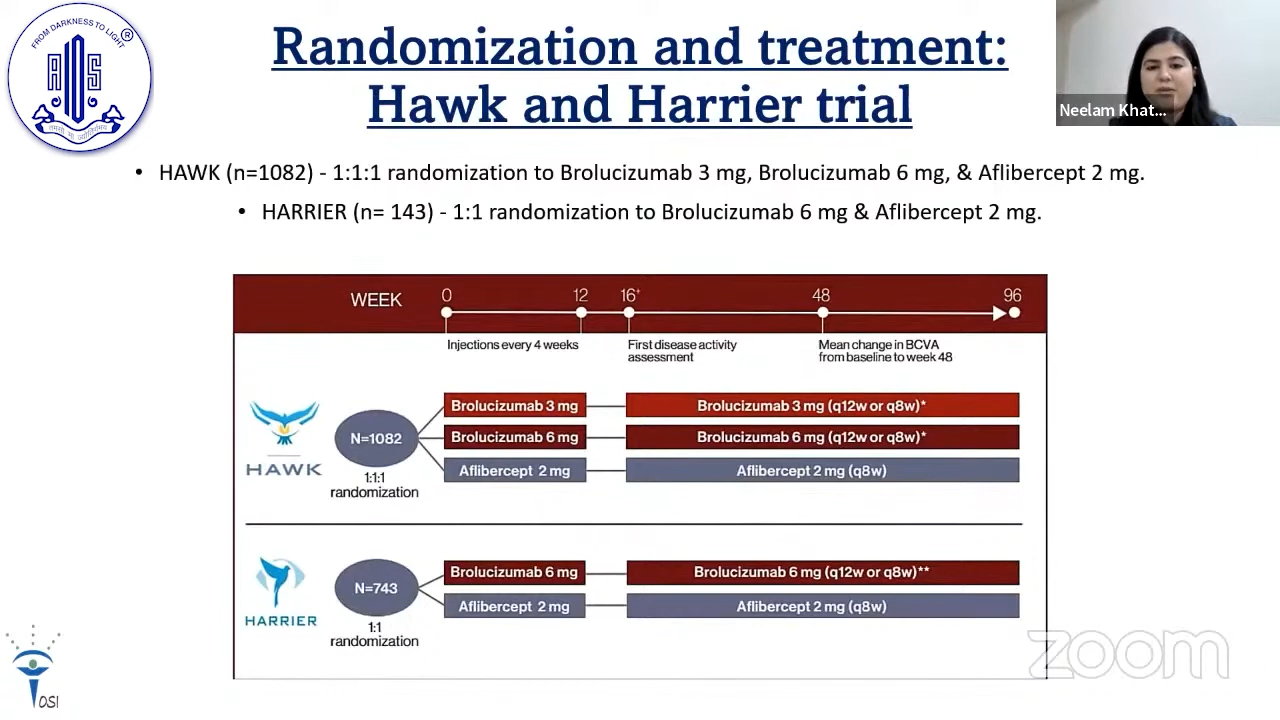 FROM DARKNESS TO LIGHT
®
AIIS
Randomization and treatment:
Hawk and Harrier trial
Neelam Khat...
• HAWK (n=1082) - 1:1:1 randomization to Brolucizumab 3 mg, Brolucizumab 6 mg, & Aflibercept 2 mg.
• HARRIER (n= 143) - 1:1 randomization to Brolucizumab 6 mg & Aflibercept 2 mg.
WEEK
0 12 16+ 48 96
Injections every 4 weeks
First disease activity
assessment
Mean change in BCVA
from baseline to week 48
HAWK
N=1082
1:1:1
randomization
Brolucizumab 3 mg Brolucizumab 3 mg (q12w or q8w)*
Brolucizumab 6 mg Brolucizumab 6 mg (q12w or q8w)*
Aflibercept 2 mg Aflibercept 2 mg (q8w)
HARRIER
N=743
1:1
randomization
Brolucizumab 6 mg Brolucizumab 6 mg (q12w or q8w)**
Aflibercept 2 mg Aflibercept 2 mg (q8w)
OSI
zoom